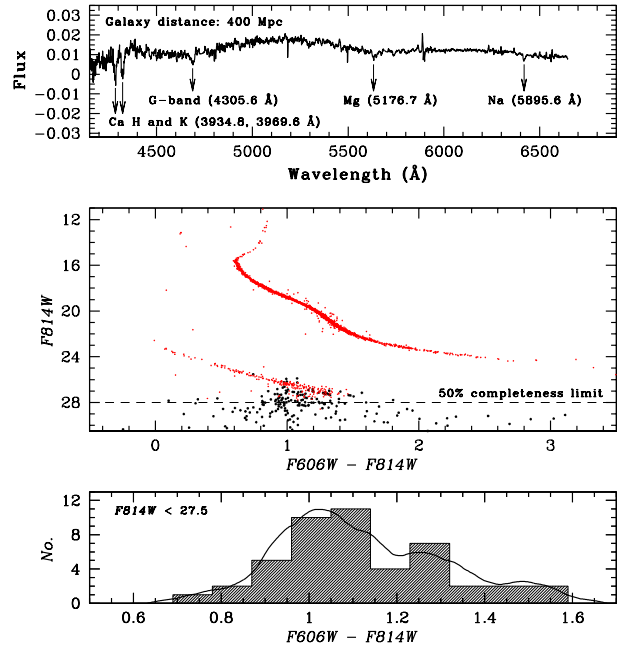 Galaxy distance: 400 Mpc
0.03
0.02
0.01
0
−0.01
−0.02
−0.03
Flux
G-band (4305.6 Å)
Mg (5176.7 Å)
Na (5895.6 Å)
Ca H and K (3934.8, 3969.6 Å)
4500
5000
5500
6000
6500
Wavelength (Å)
12
16
20
24
28
F814W
50% completeness limit
0
1
2
3
F606W − F814W
12
8
4
0
No.
F814W < 27.5
0.6
0.8
1
1.2
1.4
1.6
F606W − F814W